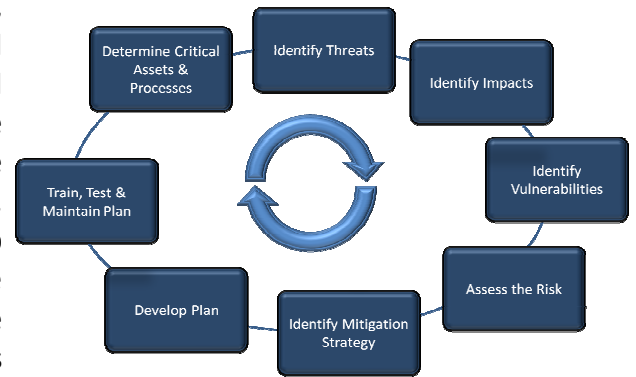 Determine Critical
Assets &
Processes
Identify Threats
Identify Impacts
Identify
Vulnerabilities
Assess the Risk
Identify Mitigation
Strategy
Develop Plan
Train, Test &
Maintain Plan